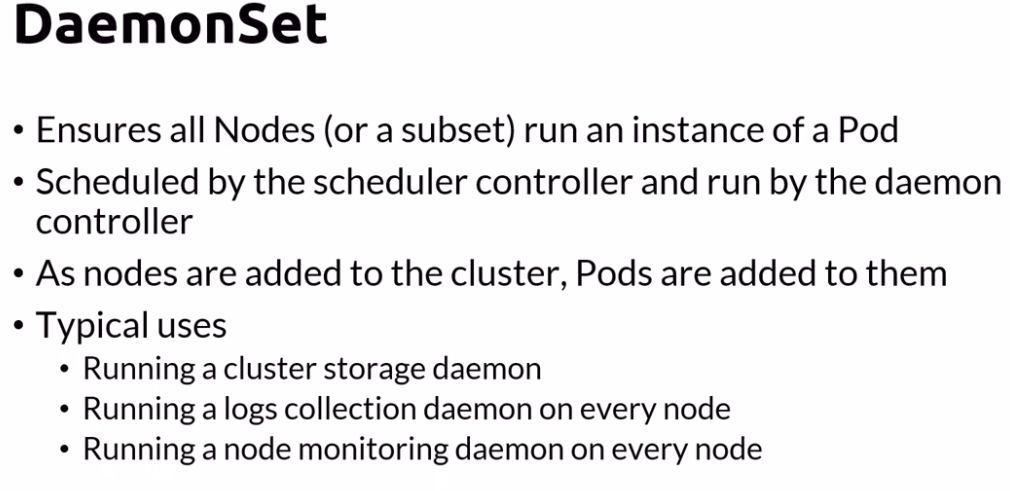 DaemonSet
• Ensures all Nodes (or a subset) run an instance of a Pod
• Scheduled by the scheduler controller and run by the daemon
controller
• As nodes are added to the cluster, Pods are added to them
• Typical uses
• Running a cluster storage daemon
• Running a logs collection daemon on every node
• Running a node monitoring daemon on every node